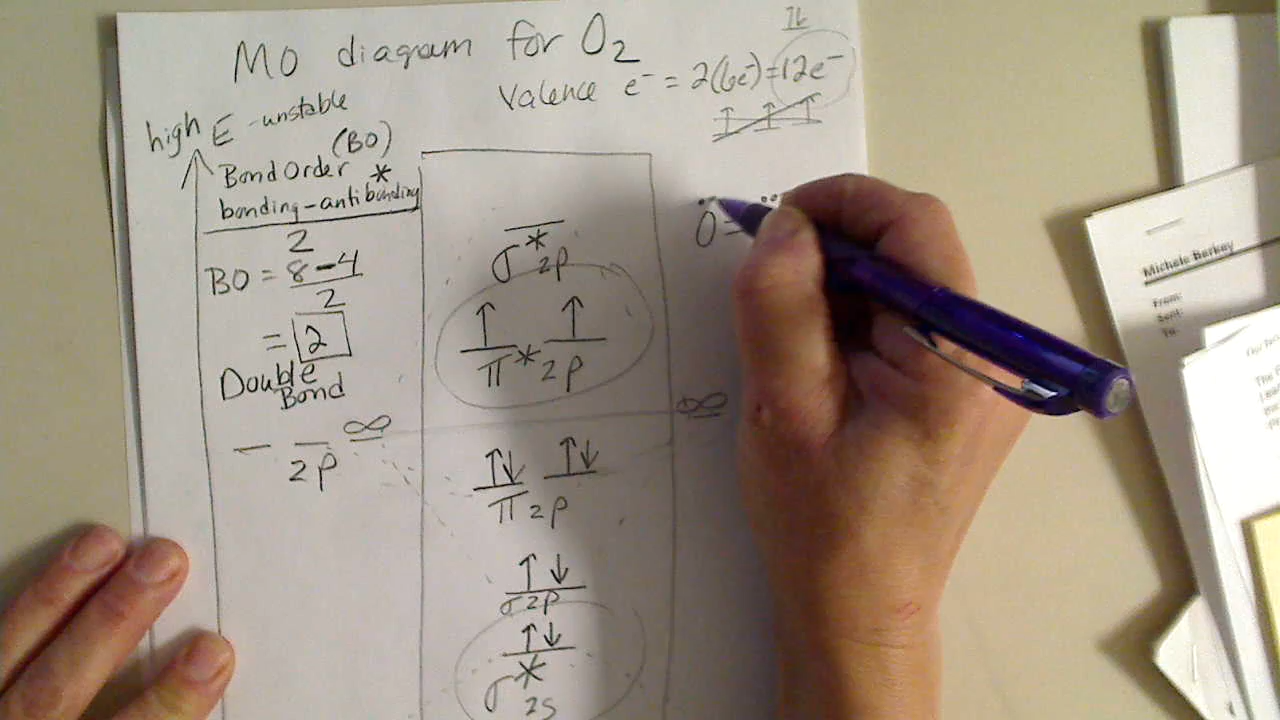 16
MO diagram for O2
Valence e⁻ = 2(6e⁻)=12e⁻
high E -unstable
(BO)
Bond Order *
bonding-antibonding
2
BO = 8-4
2
= 2
Double
Bond
2p
σ*2p
↑ ↑
π*2p
∞
∞
↑↓ ↑↓
π2p
↑↓
σ2p
↑↓
σ*2s
O=
Michele Berkey
From:
Sent:
To: